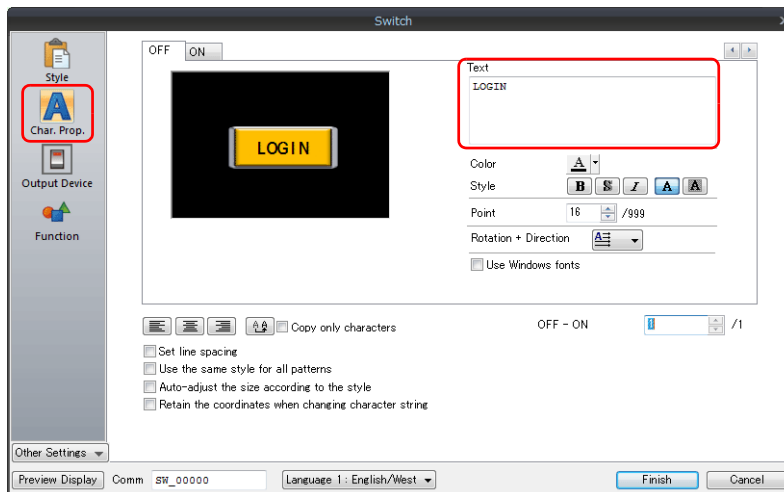 Switch
Style
Char. Prop.
Output Device
Function
Other Settings
OFF ON
LOGIN
Text
LOGIN
Color A
Style B S I A A
Point 16 /999
Rotation + Direction A
Use Windows fonts
Copy only characters
OFF - ON /1
Set line spacing
Use the same style for all patterns
Auto-adjust the size according to the style
Retain the coordinates when changing character string
Preview Display Comm SW_00000 Language 1 : English/West Finish Cancel